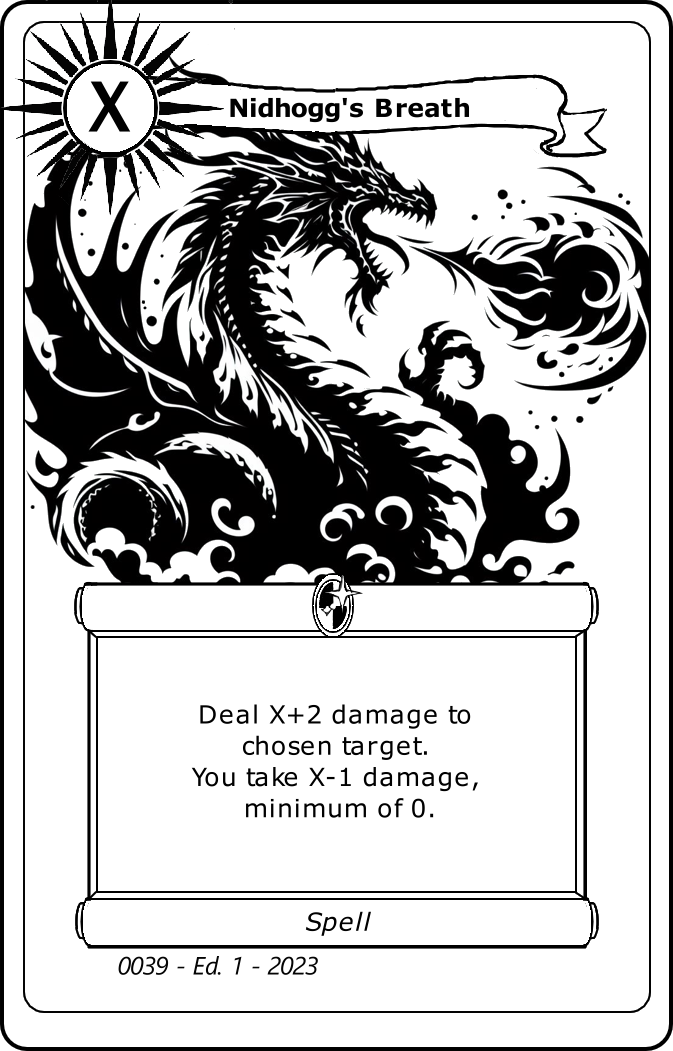 X
Nidhogg's Breath
Deal X+2 damage to
chosen target.
You take X-1 damage,
minimum of 0.
Spell
0039 - Ed. 1 - 2023